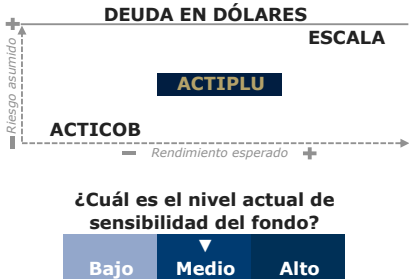 DEUDA EN DÓLARES
ESCALA
Riesgo asumido
ACTIPLU
ACTICOB
Rendimiento esperado
¿Cuál es el nivel actual de
sensibilidad del fondo?
Bajo Medio Alto